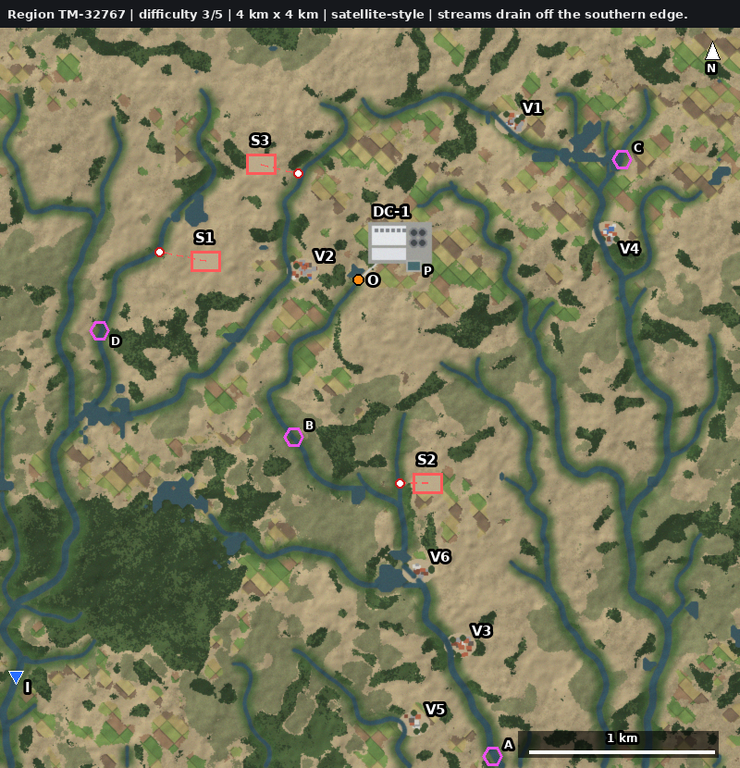 Region TM-32767 | difficulty 3/5 | 4 km x 4 km | satellite-style | streams drain off the southern edge.
N
V1
S3
C
DC-1
S1
V4
V2
P
O
D
B
S2
V6
V3
I
V5
1 km
A